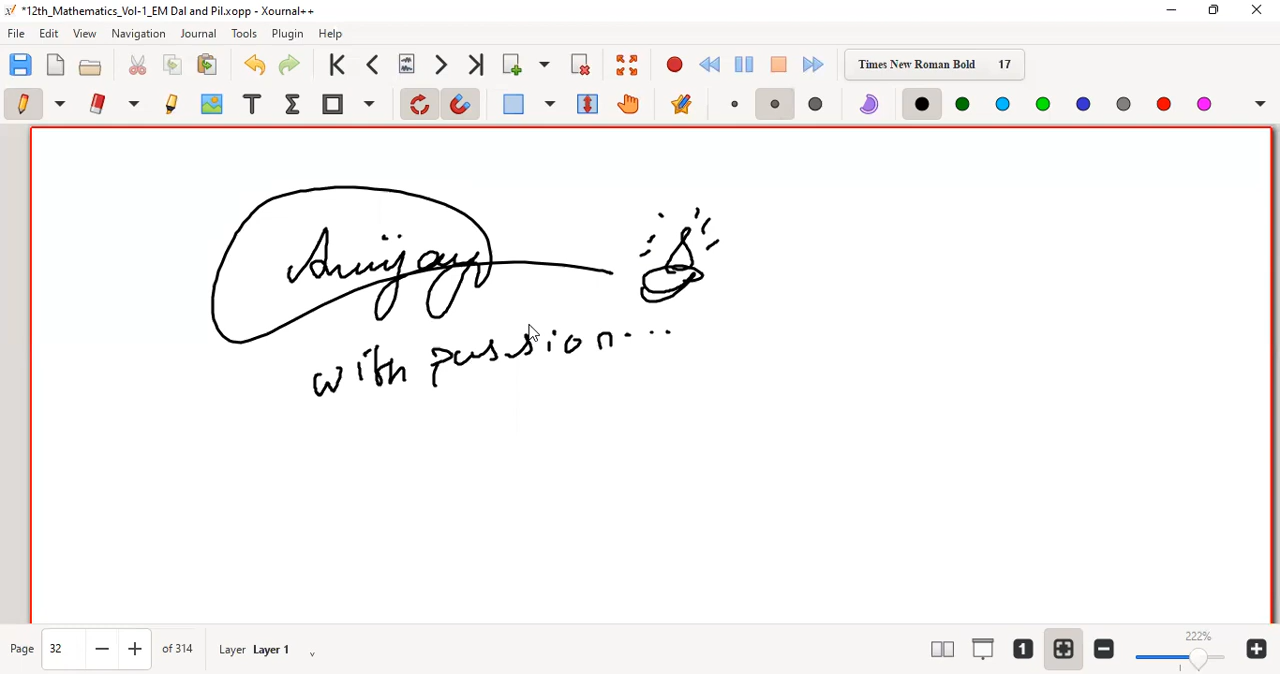 *12th_Mathematics_Vol-1_EM Dal and Pil.xopp - Xournal++
File Edit View Navigation Journal Tools Plugin Help
Times New Roman Bold 17
with passion...
Page 32 of 314 Layer Layer 1 222%